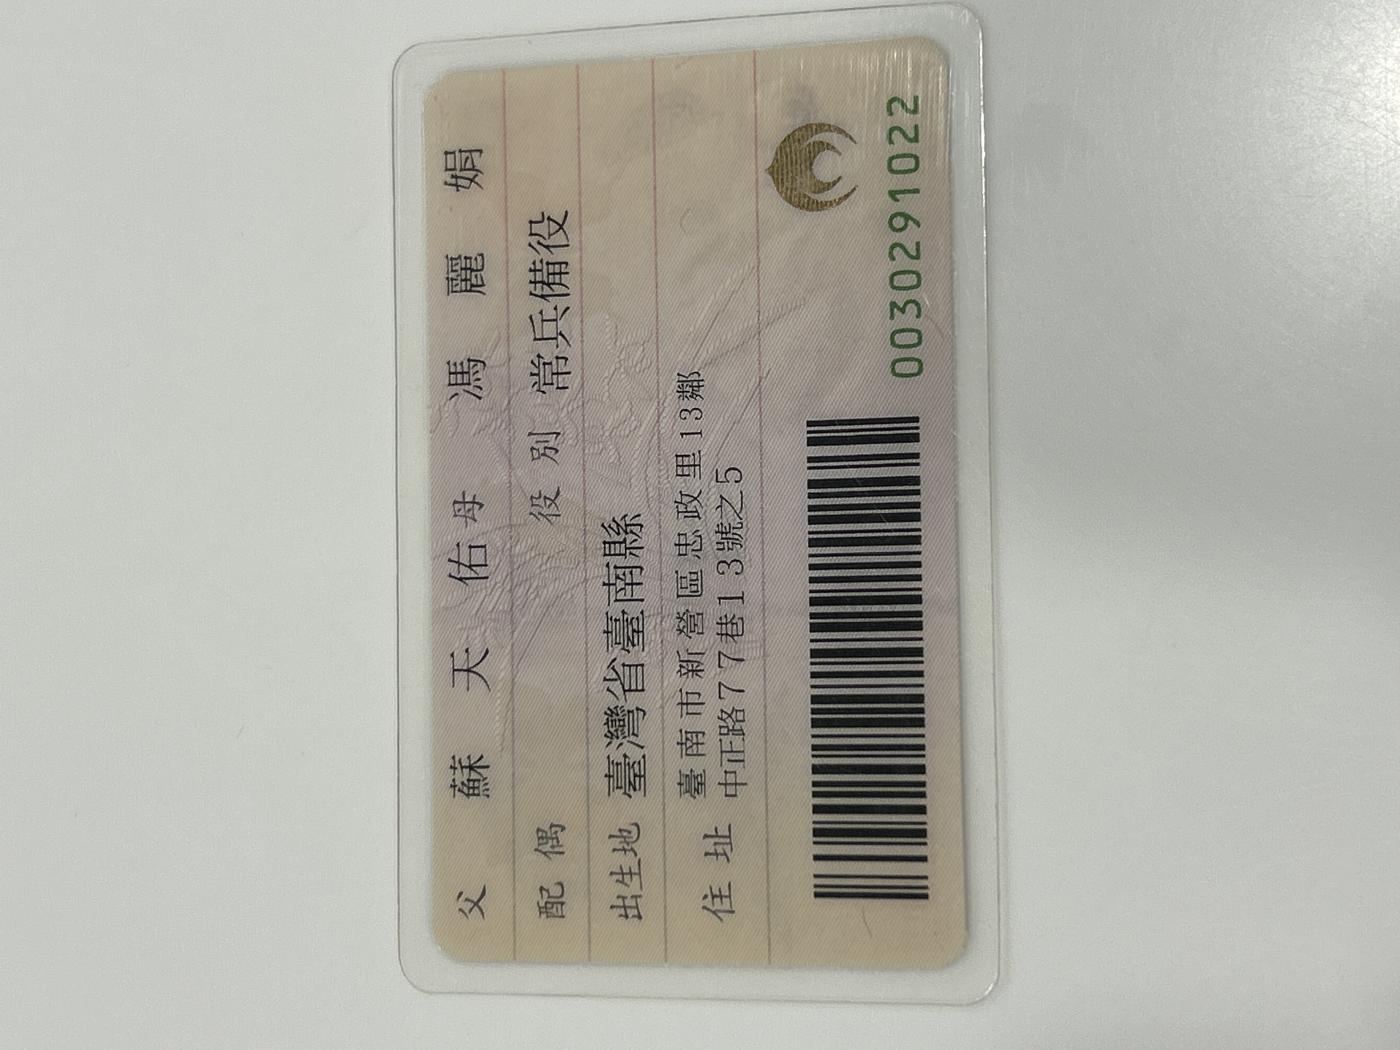 父 蘇天佑 母 馮麗娟
配偶 役別 常兵備役
出生地 臺灣省臺南縣
住址 臺南市新營區忠政里13鄰
中正路77巷13號之5
0030291022